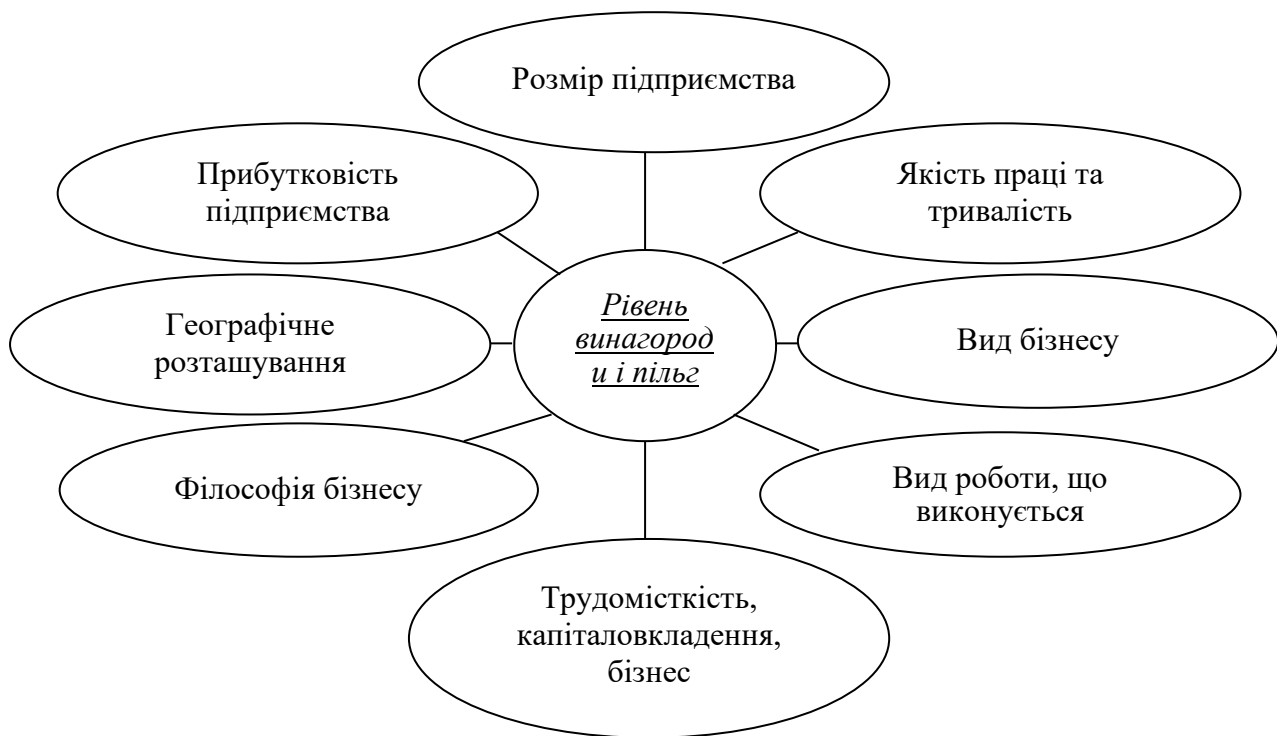 Розмір підприємства
Прибутковість
підприємства
Якість праці та
тривалість
Географічне
розташування
Рівень
винагород
и і пільг
Вид бізнесу
Філософія бізнесу
Вид роботи, що
виконується
Трудомісткість,
капіталовкладення,
бізнес